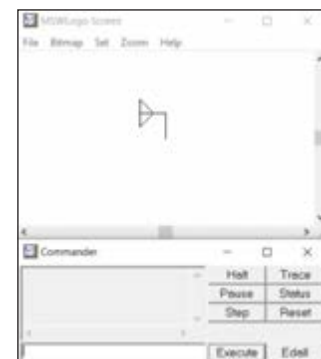 MSWLogo Screen
File Bitmap Set Zoom Help
Commander
Halt Trace
Pause Status
Step Reset
Execute Edall